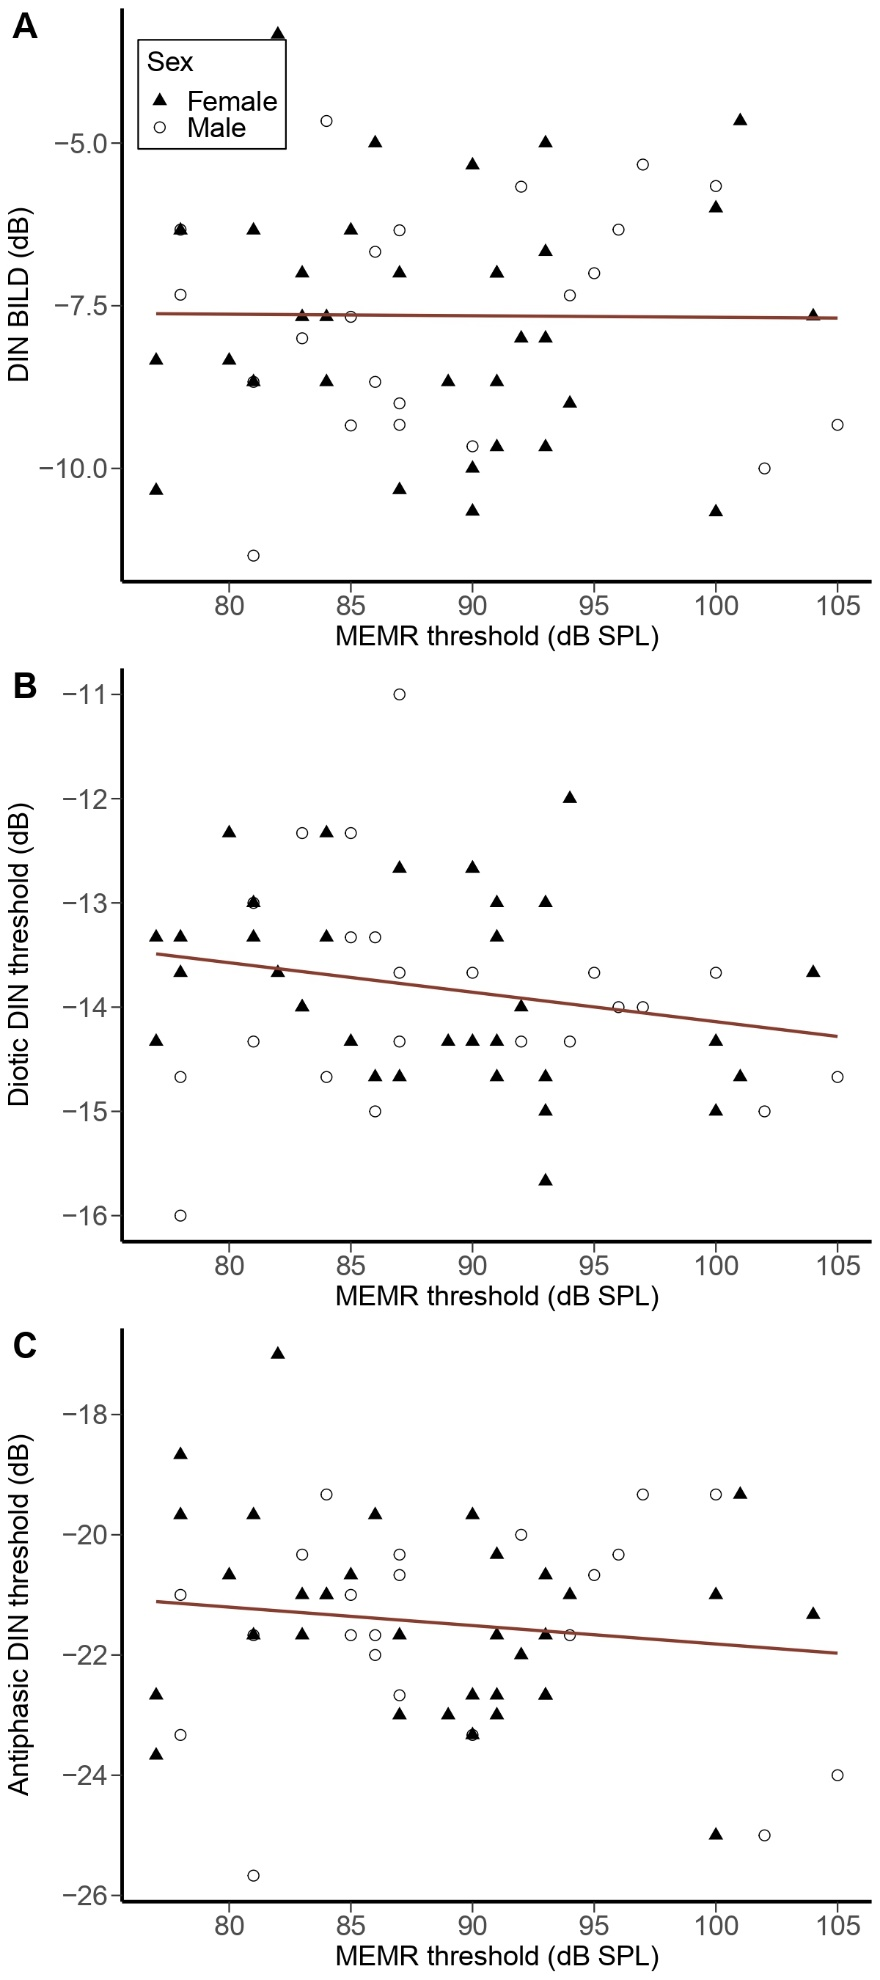 A
Sex
Female
Male
−5.0
−7.5
−10.0
DIN BILD (dB)
80 85 90 95 100 105
MEMR threshold (dB SPL)
B
−11
−12
−13
−14
−15
−16
Diotic DIN threshold (dB)
80 85 90 95 100 105
MEMR threshold (dB SPL)
C
−18
−20
−22
−24
−26
Antiphasic DIN threshold (dB)
80 85 90 95 100 105
MEMR threshold (dB SPL)